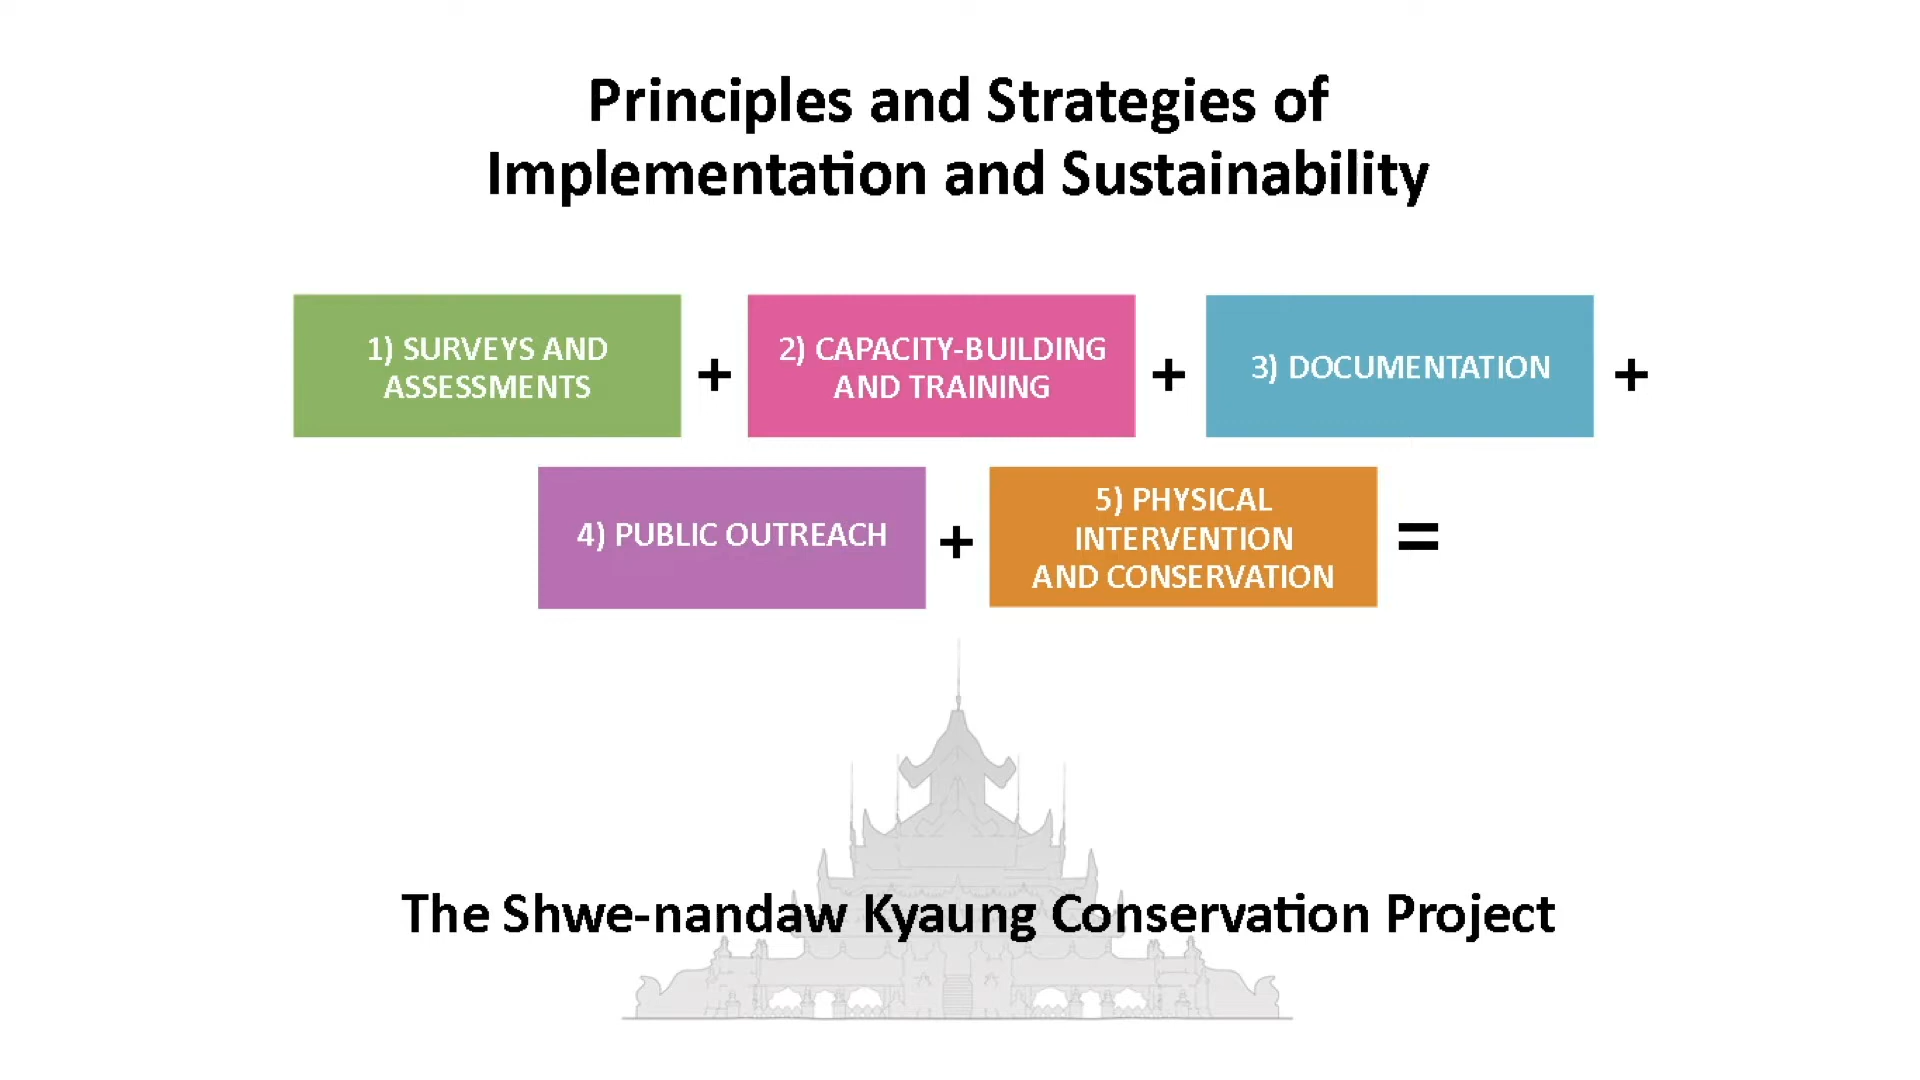 Principles and Strategies of
Implementation and Sustainability
1) SURVEYS AND
ASSESSMENTS
+
2) CAPACITY-BUILDING
AND TRAINING
+
3) DOCUMENTATION
+
4) PUBLIC OUTREACH
+
5) PHYSICAL
INTERVENTION
AND CONSERVATION
=
The Shwe-nandaw Kyaung Conservation Project